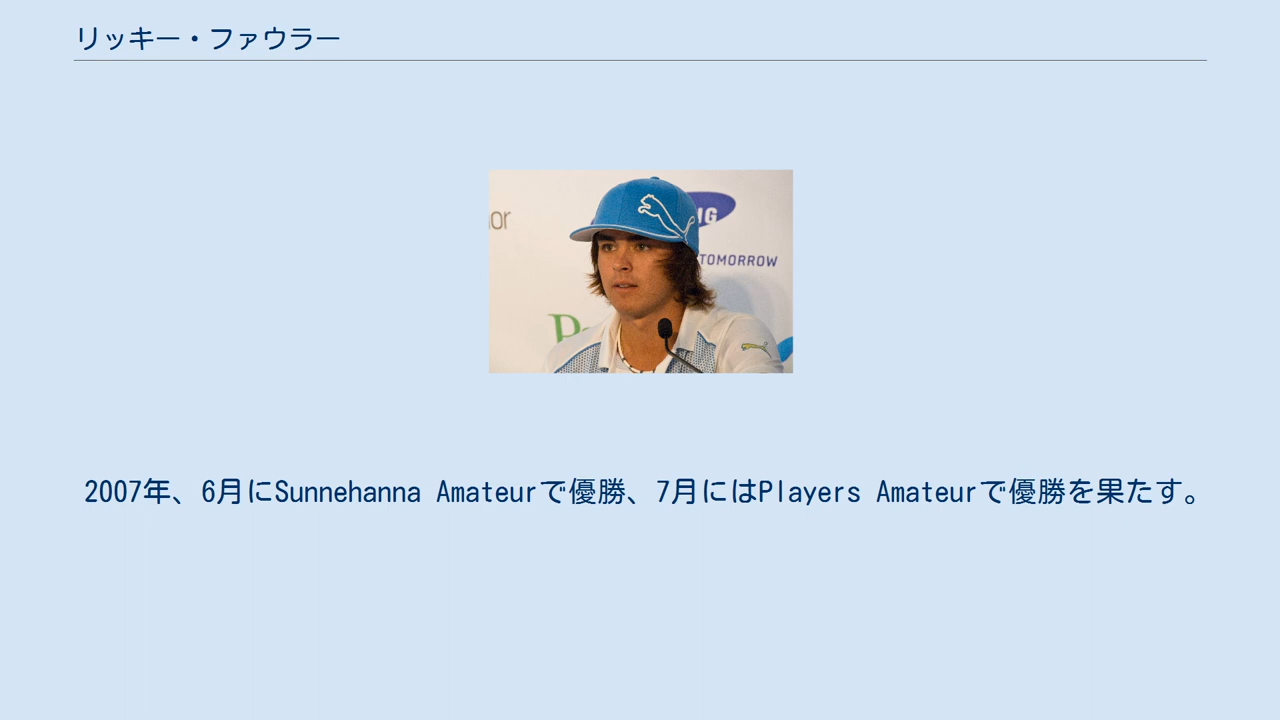 リッキー・ファウラー
or
NG
TOMORROW
P
2007年、6月にSunnehanna Amateurで優勝、7月にはPlayers Amateurで優勝を果たす。